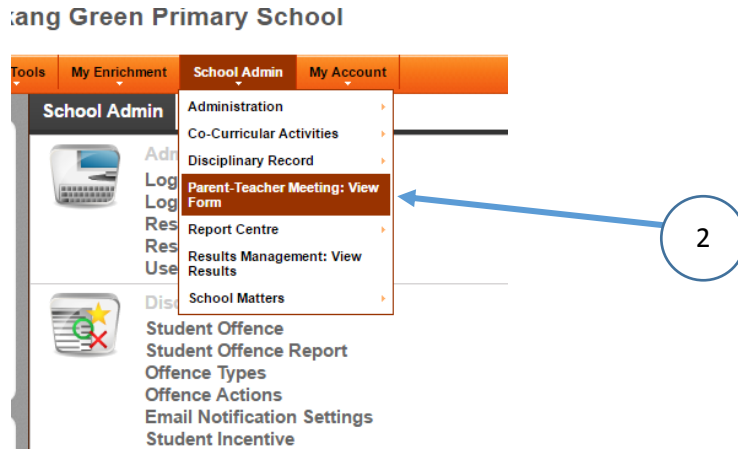 kang Green Primary School
Tools My Enrichment School Admin My Account
School Admin
Administration
Co-Curricular Activities
Disciplinary Record
Parent-Teacher Meeting: View
Form
Report Centre
Results Management: View
Results
School Matters
Adm
Log
Log
Res
Res
Use
Disc
Student Offence
Student Offence Report
Offence Types
Offence Actions
Email Notification Settings
Student Incentive
2